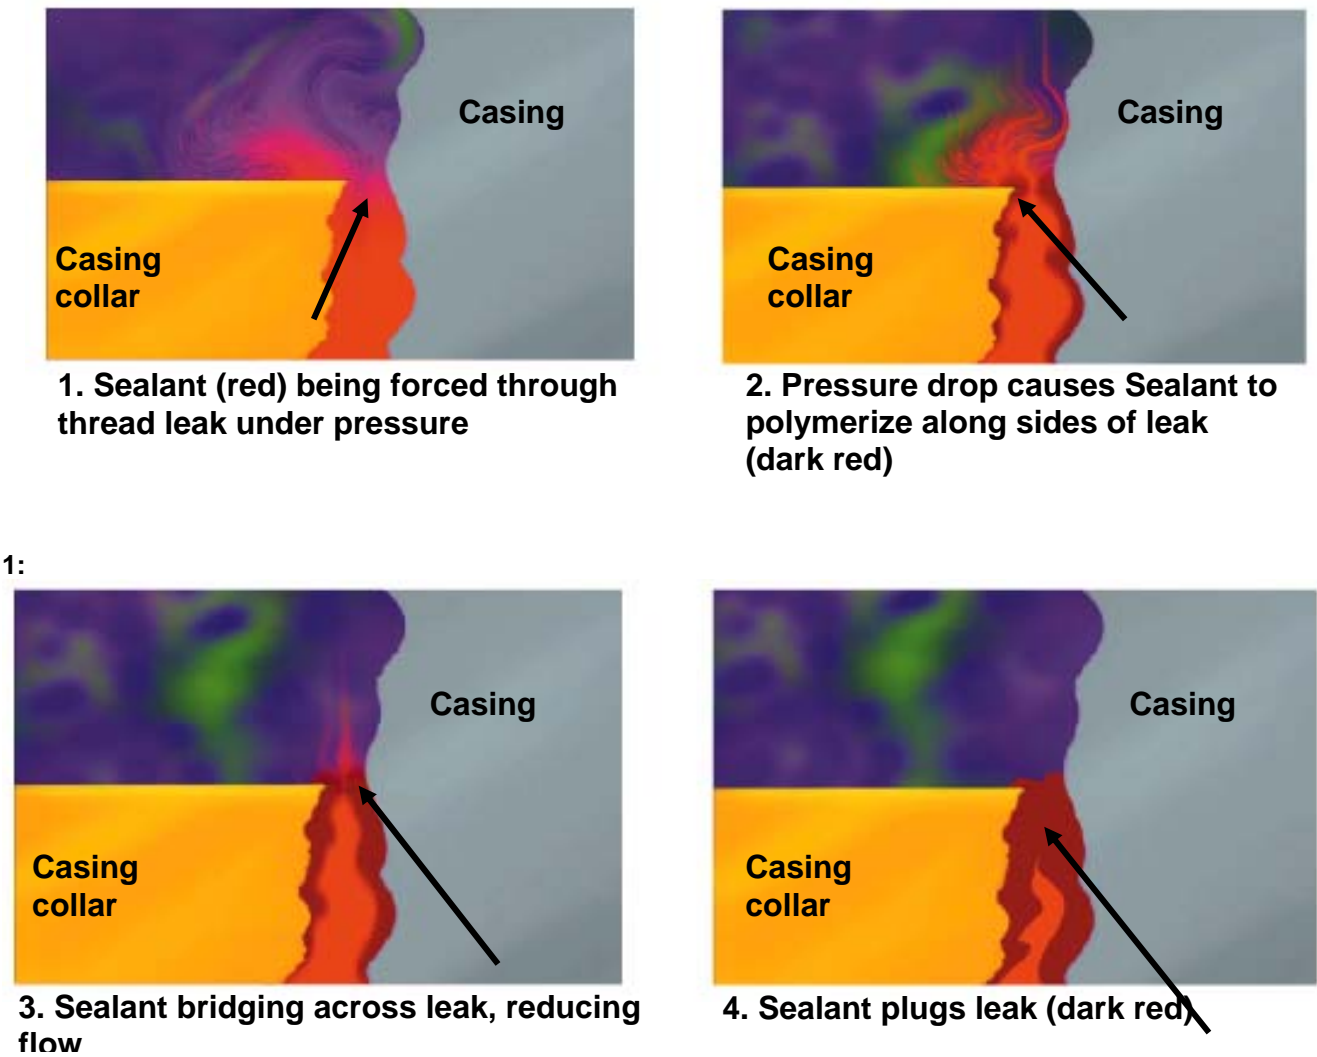 Casing
Casing
collar
1. Sealant (red) being forced through
thread leak under pressure
Casing
Casing
collar
2. Pressure drop causes Sealant to
polymerize along sides of leak
(dark red)
1:
Casing
Casing
collar
3. Sealant bridging across leak, reducing
flow
Casing
Casing
collar
4. Sealant plugs leak (dark red)